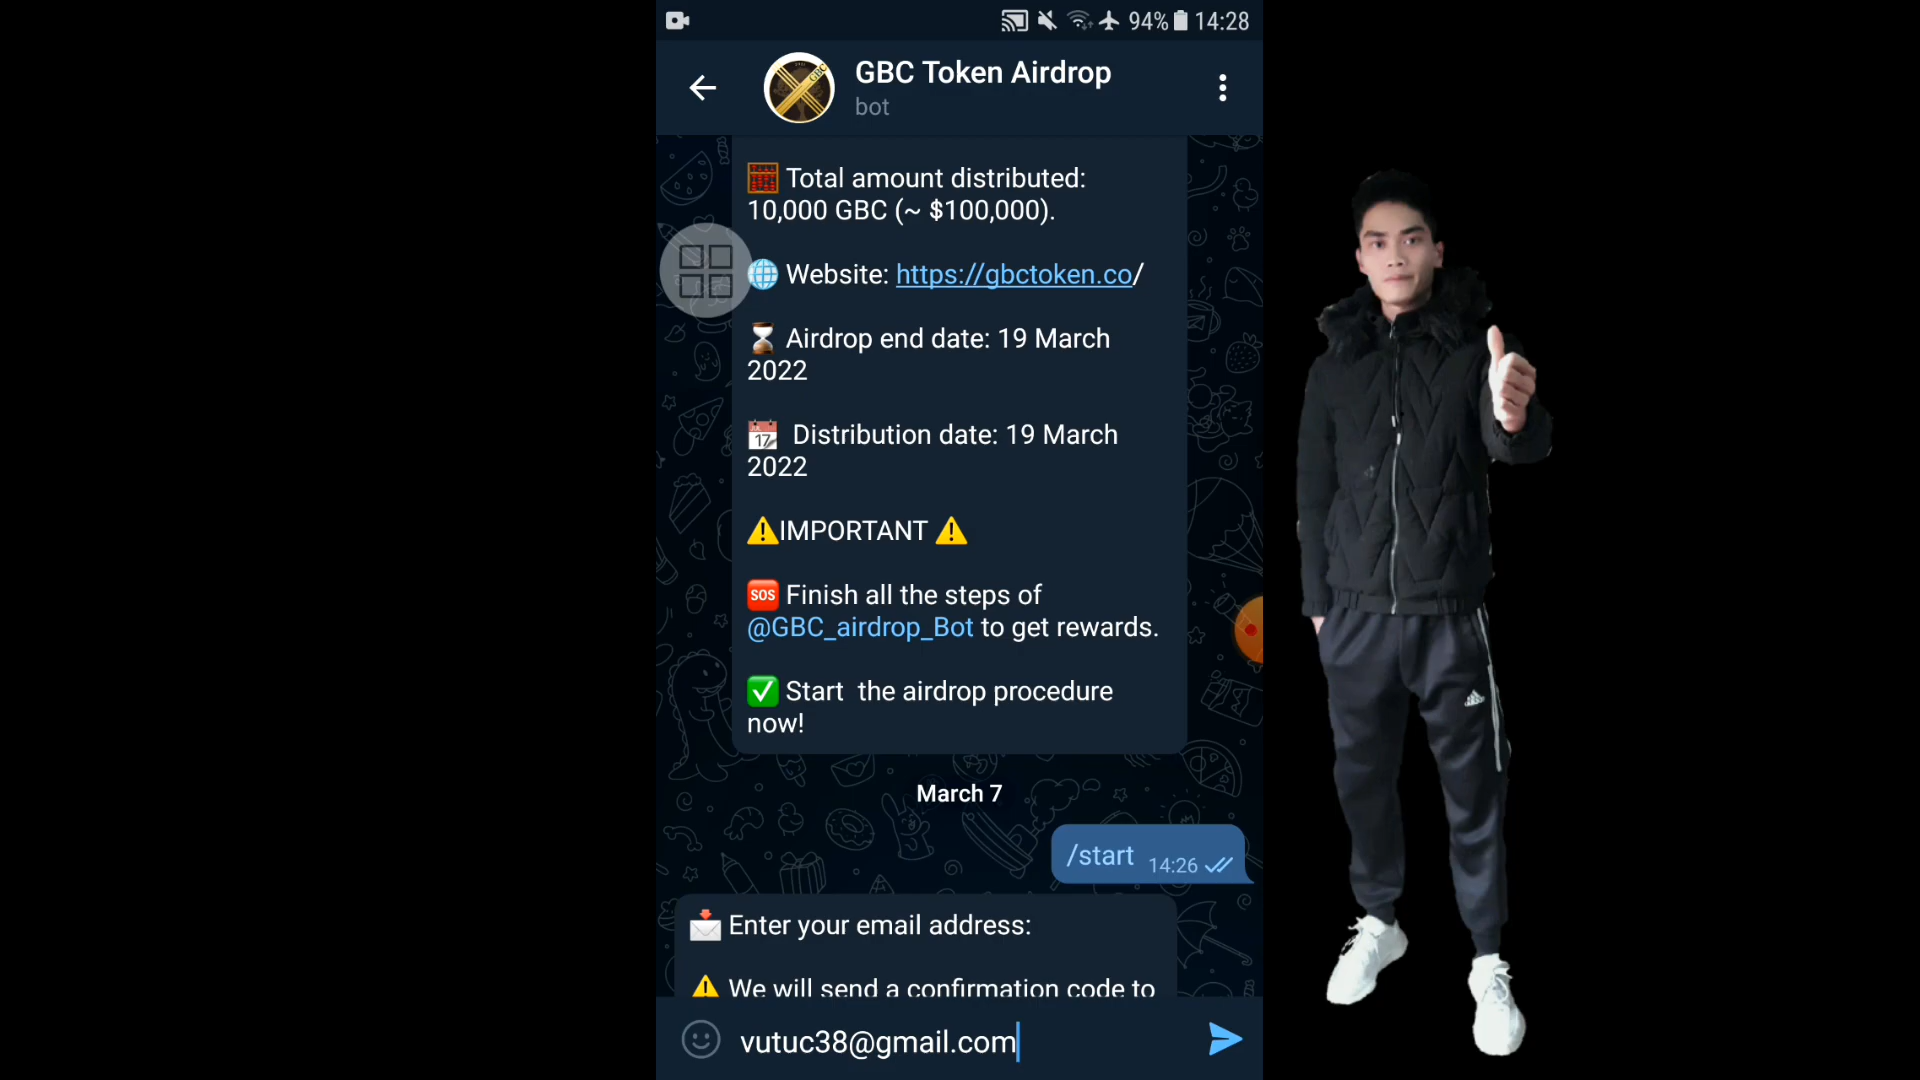 94% 14:28
GBC Token Airdrop
bot
GBC
Total amount distributed:
10,000 GBC (~ $100,000).
Website: https://gbctoken.co/
Airdrop end date: 19 March
2022
JUL
17
Distribution date: 19 March
2022
IMPORTANT
SOS Finish all the steps of
@GBC_airdrop_Bot to get rewards.
Start the airdrop procedure
now!
March 7
/start 14:26
Enter your email address:
We will send a confirmation code to
vutuc38@gmail.com